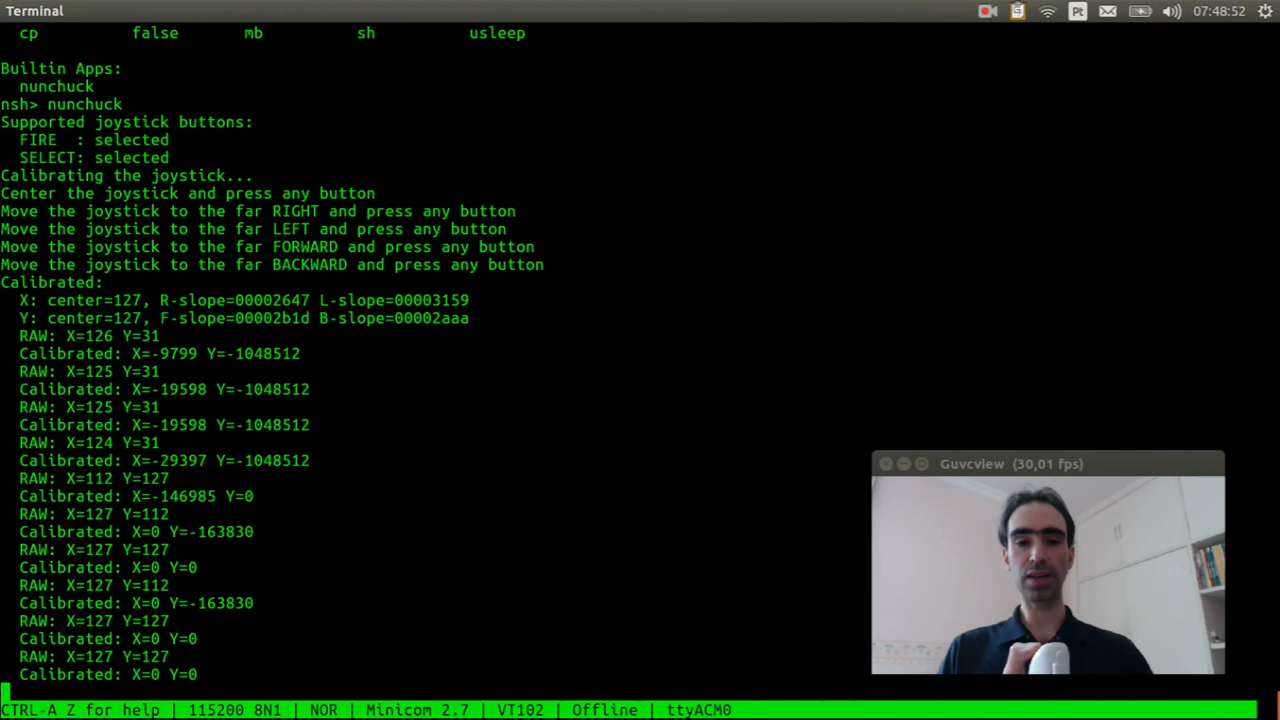 Terminal
Pt
07:48:52
cp false mb sh usleep
Builtin Apps:
nunchuck
nsh> nunchuck
Supported joystick buttons:
FIRE : selected
SELECT: selected
Calibrating the joystick...
Center the joystick and press any button
Move the joystick to the far RIGHT and press any button
Move the joystick to the far LEFT and press any button
Move the joystick to the far FORWARD and press any button
Move the joystick to the far BACKWARD and press any button
Calibrated:
X: center=127, R-slope=00002647 L-slope=00003159
Y: center=127, F-slope=00002b1d B-slope=00002aaa
RAW: X=126 Y=31
Calibrated: X=-9799 Y=-1048512
RAW: X=125 Y=31
Calibrated: X=-19598 Y=-1048512
RAW: X=125 Y=31
Calibrated: X=-19598 Y=-1048512
RAW: X=124 Y=31
Calibrated: X=-29397 Y=-1048512
RAW: X=112 Y=127
Calibrated: X=-146985 Y=0
RAW: X=127 Y=112
Calibrated: X=0 Y=-163830
RAW: X=127 Y=127
Calibrated: X=0 Y=0
RAW: X=127 Y=112
Calibrated: X=0 Y=-163830
RAW: X=127 Y=127
Calibrated: X=0 Y=0
RAW: X=127 Y=127
Calibrated: X=0 Y=0
Guvcview (30,01 fps)
CTRL-A Z for help | 115200 8N1 | NOR | Minicom 2.7 | VT102 | Offline | ttyACM0